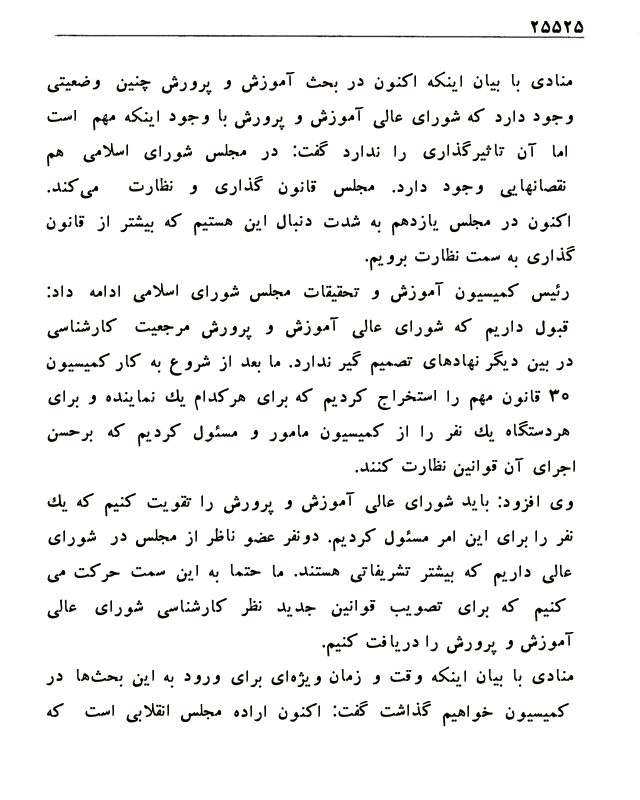 ۲۵۵۲۵
منادی با بیان اینکه اکنون در بحث آموزش و پرورش چنین وضعیتی
وجود دارد که شورای عالی آموزش و پرورش با وجود اینکه مهم است
اما آن تاثیرگذاری را ندارد گفت: در مجلس شورای اسلامی هم
نقصانهایی وجود دارد. مجلس قانون گذاری و نظارت می‌کند.
اکنون در مجلس یازدهم به شدت دنبال این هستیم که بیشتر از قانون
گذاری به سمت نظارت برویم.
رئیس کمیسیون آموزش و تحقیقات مجلس شورای اسلامی ادامه داد:
قبول داریم که شورای عالی آموزش و پرورش مرجعیت کارشناسی
در بین دیگر نهادهای تصمیم گیر ندارد. ما بعد از شروع به کار کمیسیون
۳۰ قانون مهم را استخراج کردیم که برای هرکدام یك نماینده و برای
هردستگاه یك نفر را از کمیسیون مامور و مسئول کردیم که برحسن
اجرای آن قوانین نظارت کنند.
وی افزود: باید شورای عالی آموزش و پرورش را تقویت کنیم که یك
نفر را برای این امر مسئول کردیم. دونفر عضو ناظر از مجلس در شورای
عالی داریم که بیشتر تشریفاتی هستند. ما حتما به این سمت حرکت می
کنیم که برای تصویب قوانین جدید نظر کارشناسی شورای عالی
آموزش و پرورش را دریافت کنیم.
منادی با بیان اینکه وقت و زمان ویژه‌ای برای ورود به این بحث‌ها در
کمیسیون خواهیم گذاشت گفت: اکنون اراده مجلس انقلابی است که